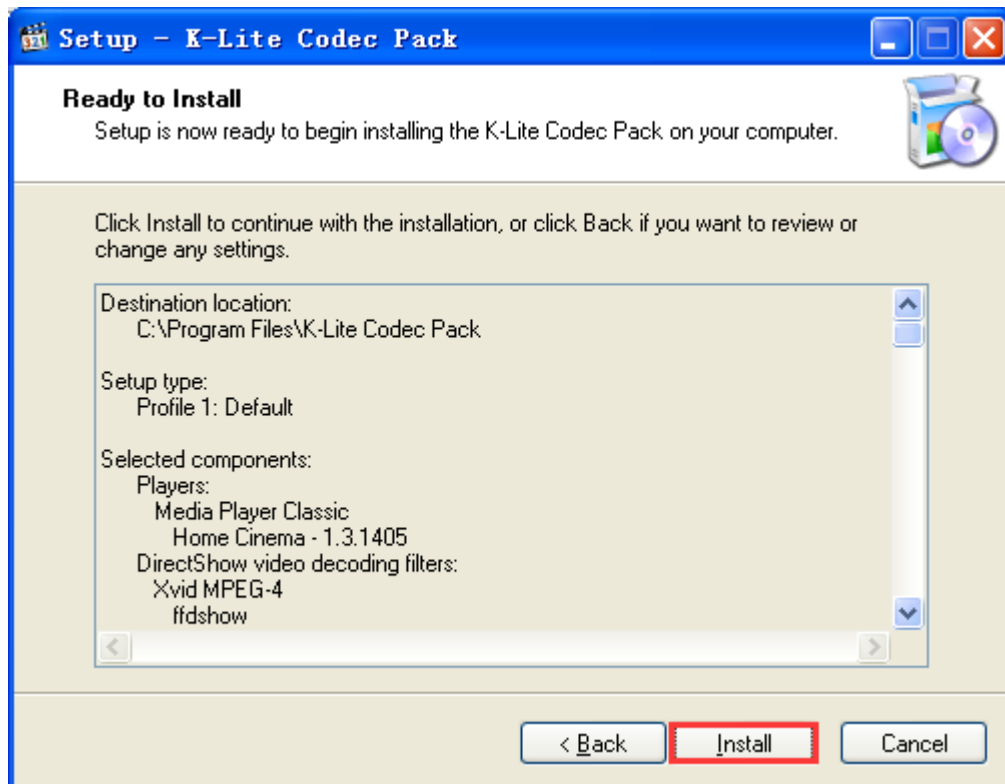 Setup - K-Lite Codec Pack
Ready to Install
Setup is now ready to begin installing the K-Lite Codec Pack on your computer.
Click Install to continue with the installation, or click Back if you want to review or
change any settings.
Destination location:
C:\Program Files\K-Lite Codec Pack
Setup type:
Profile 1: Default
Selected components:
Players:
Media Player Classic
Home Cinema - 1.3.1405
DirectShow video decoding filters:
Xvid MPEG-4
ffdshow
< Back
Install
Cancel